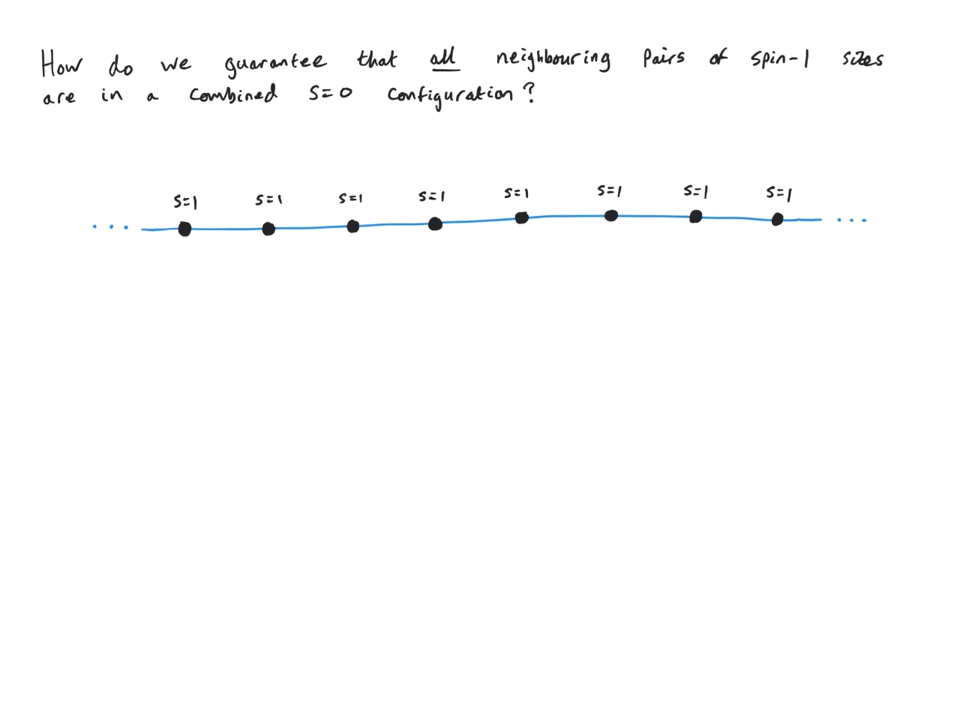 How do we guarantee that all neighbouring pairs of spin-1 sites
are in a combined S=0 configuration?
S=1 S=1 S=1 S=1 S=1 S=1 S=1 S=1